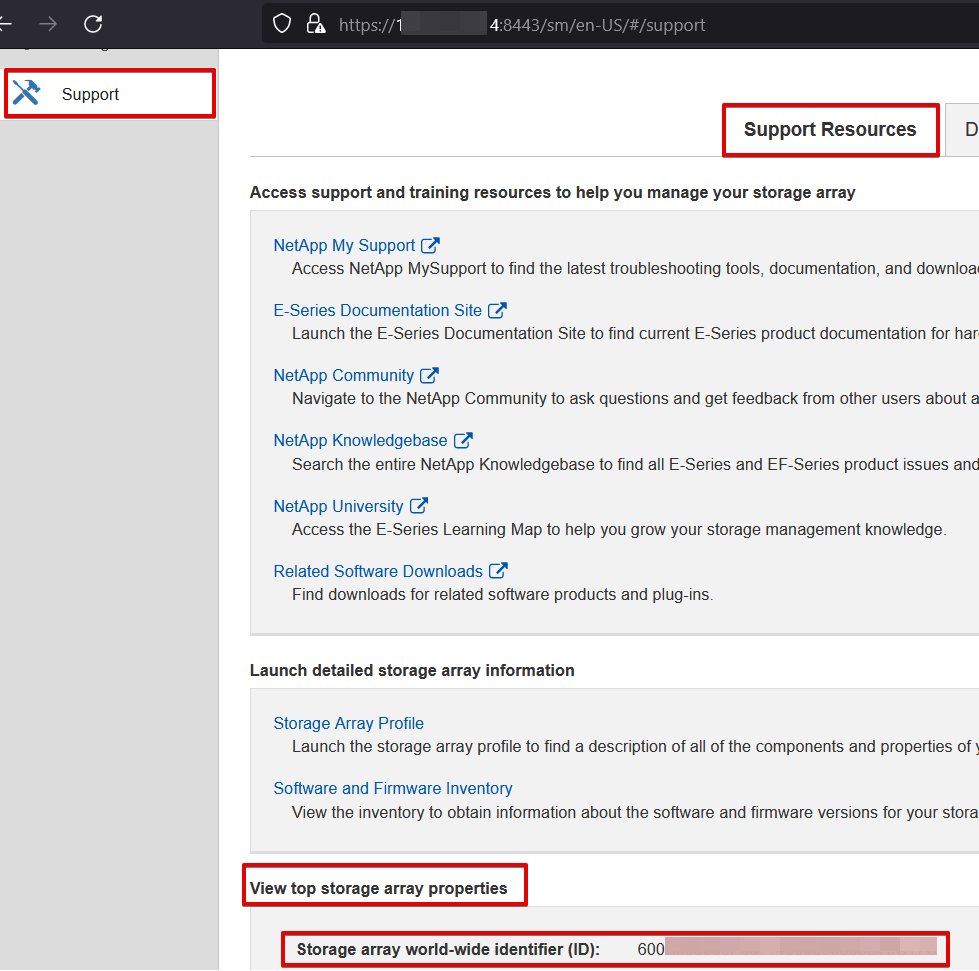 https://1 4:8443/sm/en-US/#/support
Support
Support Resources
D
Access support and training resources to help you manage your storage array
NetApp My Support
Access NetApp MySupport to find the latest troubleshooting tools, documentation, and downloa
E-Series Documentation Site
Launch the E-Series Documentation Site to find current E-Series product documentation for har
NetApp Community
Navigate to the NetApp Community to ask questions and get feedback from other users about a
NetApp Knowledgebase
Search the entire NetApp Knowledgebase to find all E-Series and EF-Series product issues and
NetApp University
Access the E-Series Learning Map to help you grow your storage management knowledge.
Related Software Downloads
Find downloads for related software products and plug-ins.
Launch detailed storage array information
Storage Array Profile
Launch the storage array profile to find a description of all of the components and properties of y
Software and Firmware Inventory
View the inventory to obtain information about the software and firmware versions for your stora
View top storage array properties
Storage array world-wide identifier (ID): 600